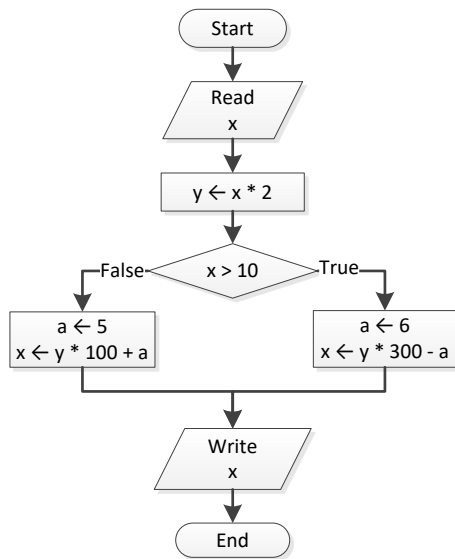 Start
Read
x
y ← x * 2
x > 10
False
True
a ← 5
x ← y * 100 + a
a ← 6
x ← y * 300 - a
Write
x
End